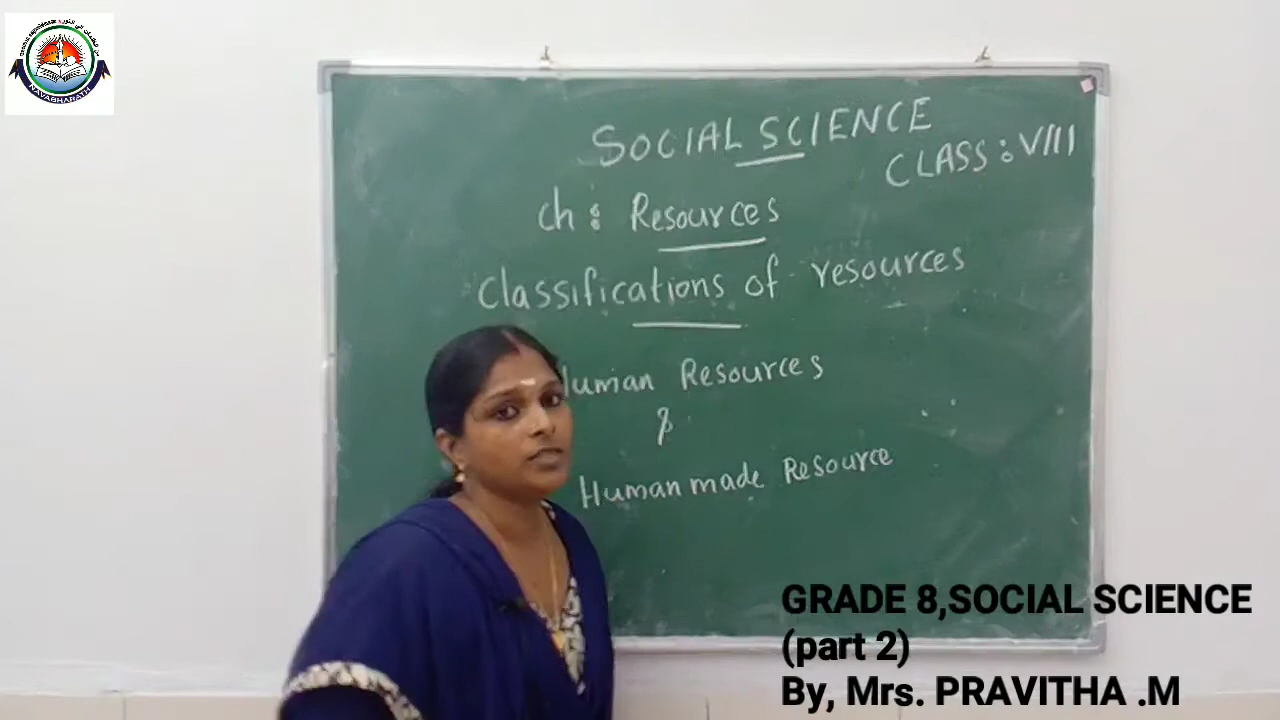 NAVABHARATH
SOCIAL SCIENCE
CLASS : VIII
ch : Resources
Classifications of resources
Human Resources
&
Human made Resource
GRADE 8,SOCIAL SCIENCE
(part 2)
By, Mrs. PRAVITHA .M